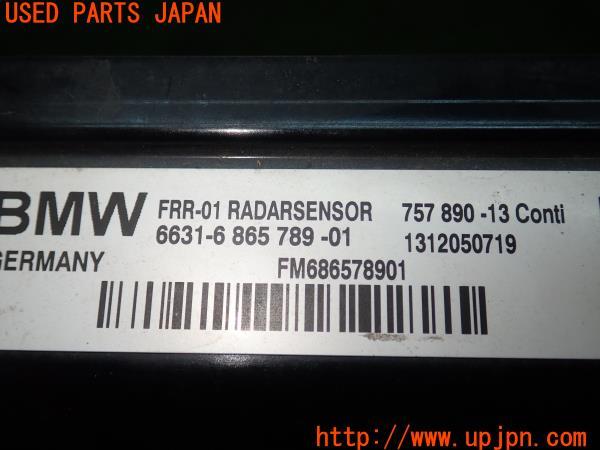 USED PARTS JAPAN
BMW FRR-01 RADARSENSOR 757 890 -13 Conti
6631-6 865 789 -01 1312050719
GERMANY FM686578901
http://www.upjpn.com/